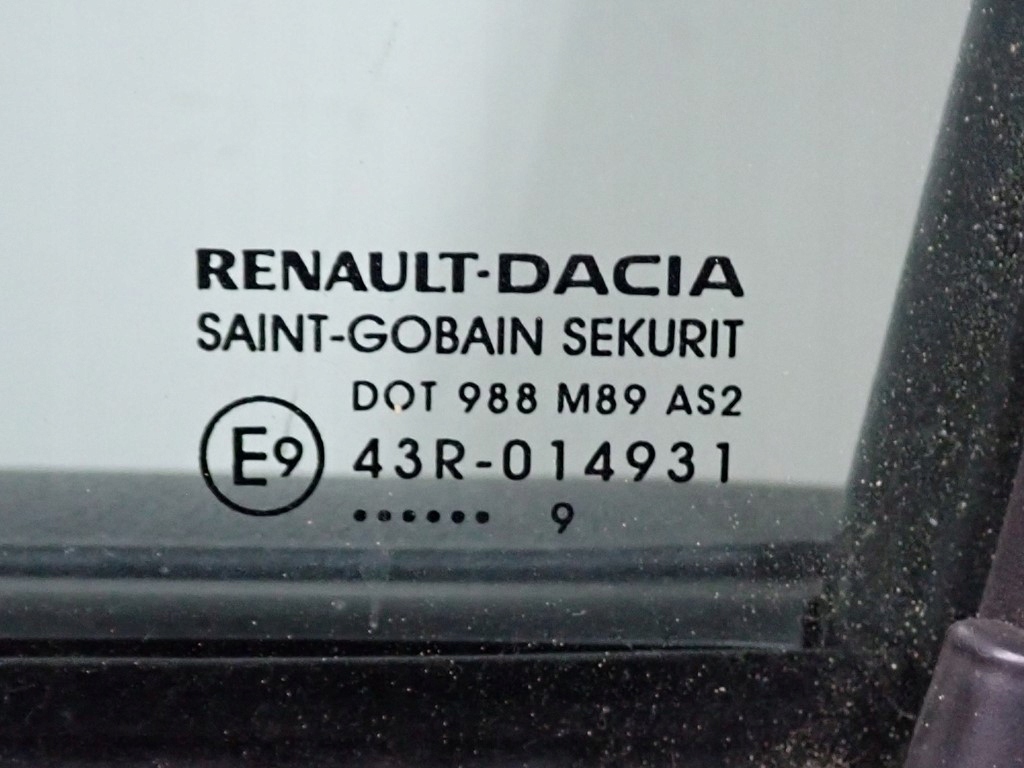 RENAULT·DACIA
SAINT-GOBAIN SEKURIT
DOT 988 M89 AS2
E9 43R-014931
•••••• 9